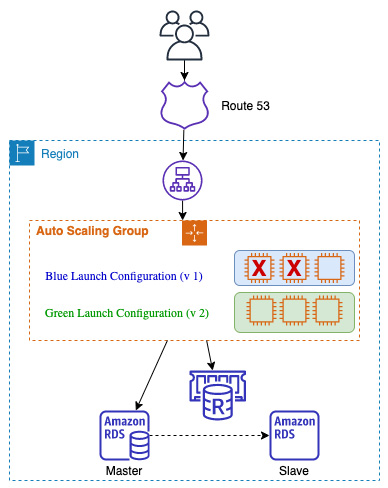 Route 53
Region
Auto Scaling Group
Blue Launch Configuration (v 1)
X X
Green Launch Configuration (v 2)
R
Amazon
RDS
Amazon
RDS
Master
Slave